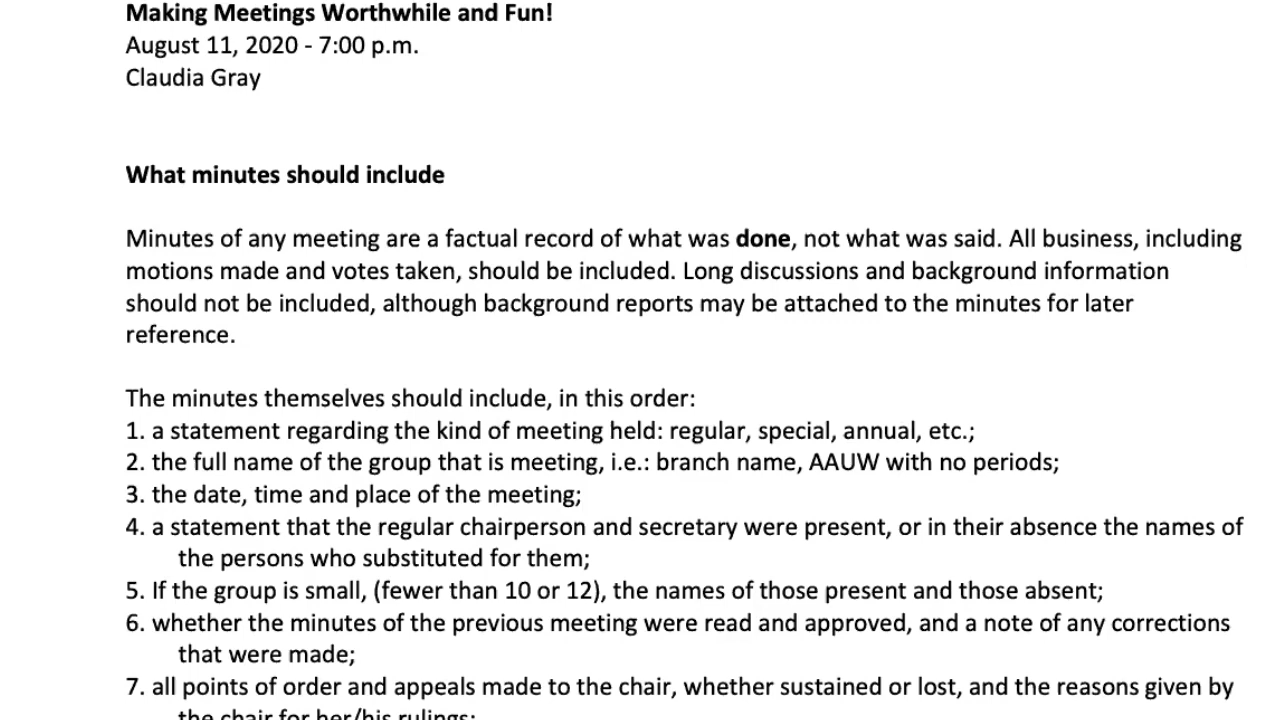 Making Meetings Worthwhile and Fun!
August 11, 2020 - 7:00 p.m.
Claudia Gray
What minutes should include
Minutes of any meeting are a factual record of what was done, not what was said. All business, including
motions made and votes taken, should be included. Long discussions and background information
should not be included, although background reports may be attached to the minutes for later
reference.
The minutes themselves should include, in this order:
1. a statement regarding the kind of meeting held: regular, special, annual, etc.;
2. the full name of the group that is meeting, i.e.: branch name, AAUW with no periods;
3. the date, time and place of the meeting;
4. a statement that the regular chairperson and secretary were present, or in their absence the names of
the persons who substituted for them;
5. If the group is small, (fewer than 10 or 12), the names of those present and those absent;
6. whether the minutes of the previous meeting were read and approved, and a note of any corrections
that were made;
7. all points of order and appeals made to the chair, whether sustained or lost, and the reasons given by
the chair for her/his rulings;